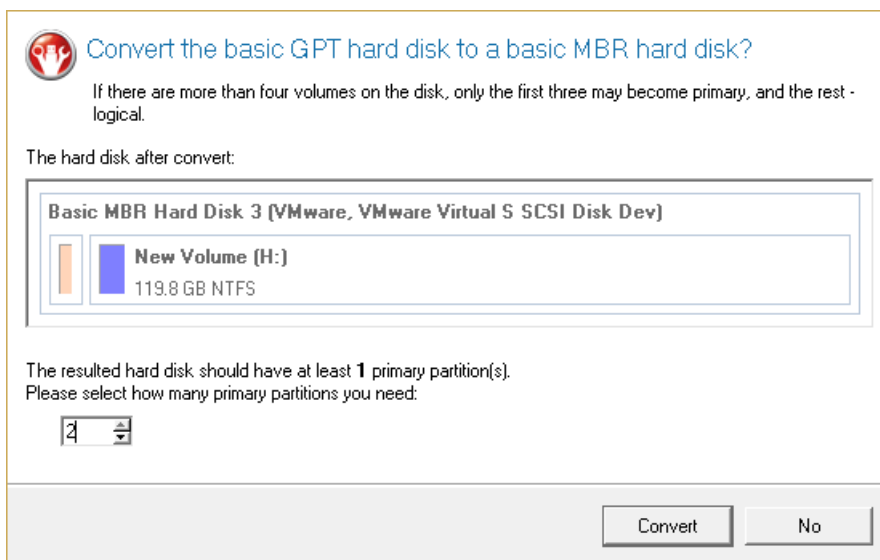 Convert the basic GPT hard disk to a basic MBR hard disk?
If there are more than four volumes on the disk, only the first three may become primary, and the rest -
logical.
The hard disk after convert:
Basic MBR Hard Disk 3 (VMware, VMware Virtual S SCSI Disk Dev)
New Volume (H:)
119.8 GB NTFS
The resulted hard disk should have at least 1 primary partition(s).
Please select how many primary partitions you need:
2
Convert No